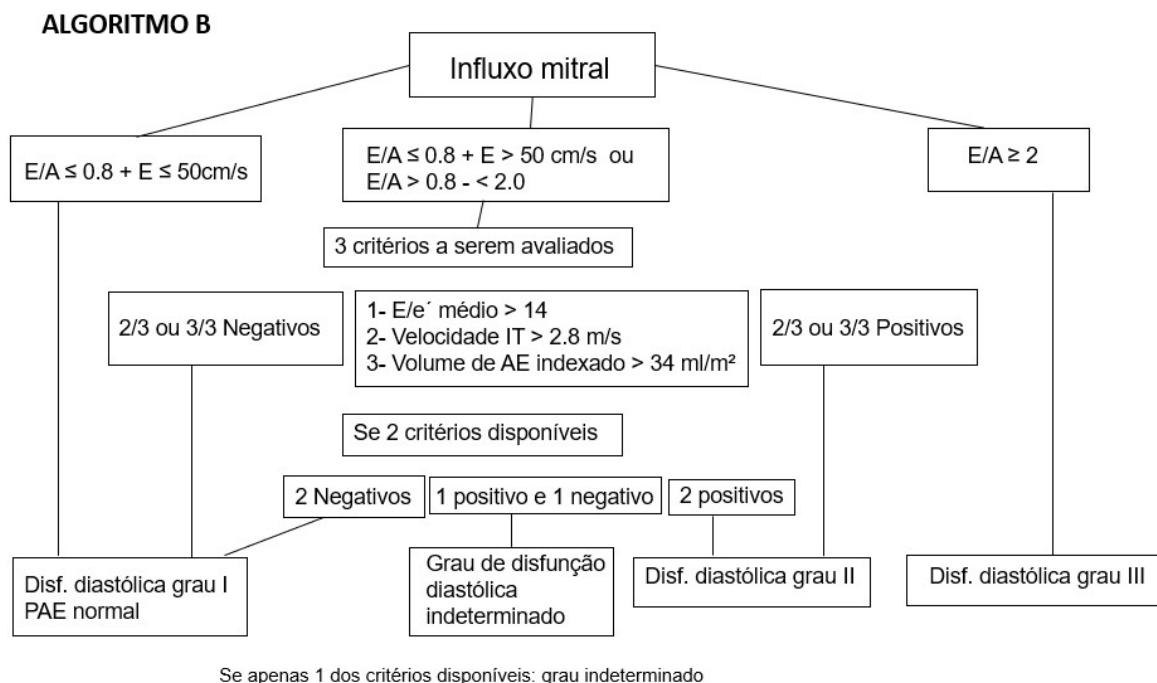 ALGORITMO B
Influxo mitral
E/A ≤ 0.8 + E ≤ 50cm/s
E/A ≤ 0.8 + E > 50 cm/s ou
E/A > 0.8 - < 2.0
E/A ≥ 2
3 critérios a serem avaliados
2/3 ou 3/3 Negativos
1- E/e´ médio > 14
2- Velocidade IT > 2.8 m/s
3- Volume de AE indexado > 34 ml/m²
2/3 ou 3/3 Positivos
Se 2 critérios disponíveis
2 Negativos
1 positivo e 1 negativo
2 positivos
Disf. diastólica grau I
PAE normal
Grau de disfunção
diastólica
indeterminado
Disf. diastólica grau II
Disf. diastólica grau III
Se apenas 1 dos critérios disponíveis: grau indeterminado